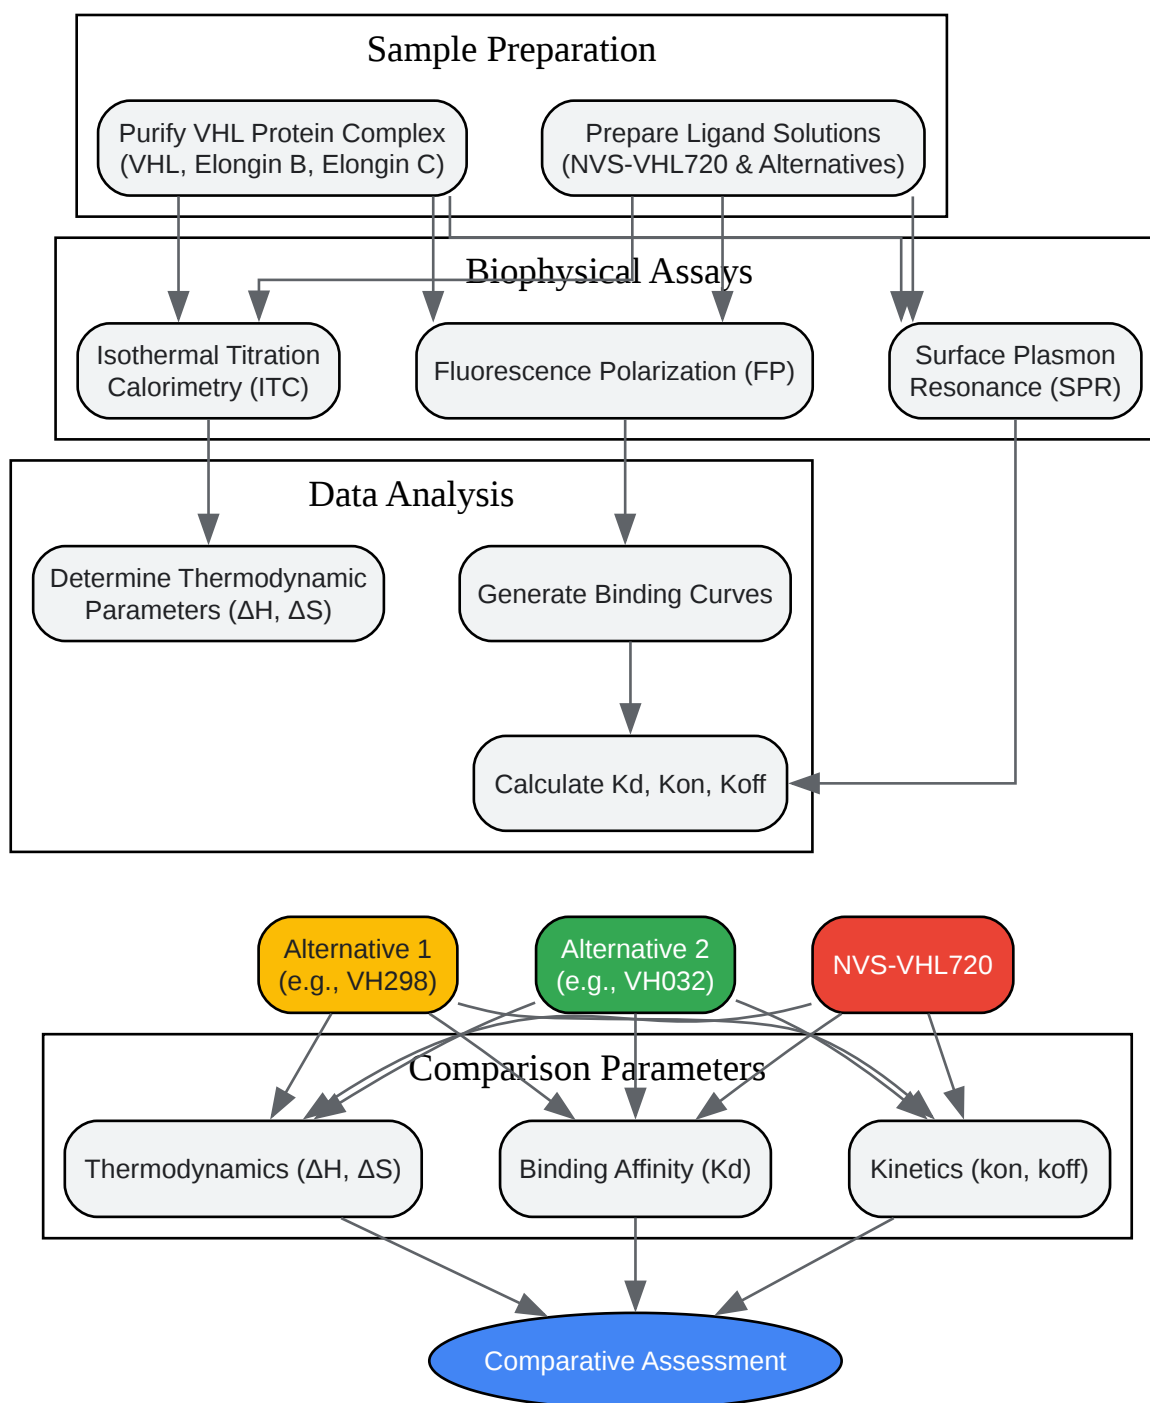 Sample Preparation
Purify VHL Protein Complex
(VHL, Elongin B, Elongin C)
Prepare Ligand Solutions
(NVS-VHL720 & Alternatives)
Biophysical Assays
Isothermal Titration
Calorimetry (ITC)
Fluorescence Polarization (FP)
Surface Plasmon
Resonance (SPR)
Data Analysis
Determine Thermodynamic
Parameters (ΔH, ΔS)
Generate Binding Curves
Calculate Kd, Kon, Koff
Alternative 1
(e.g., VH298)
Alternative 2
(e.g., VH032)
NVS-VHL720
Comparison Parameters
Thermodynamics (ΔH, ΔS)
Binding Affinity (Kd)
Kinetics (kon, koff)
Comparative Assessment